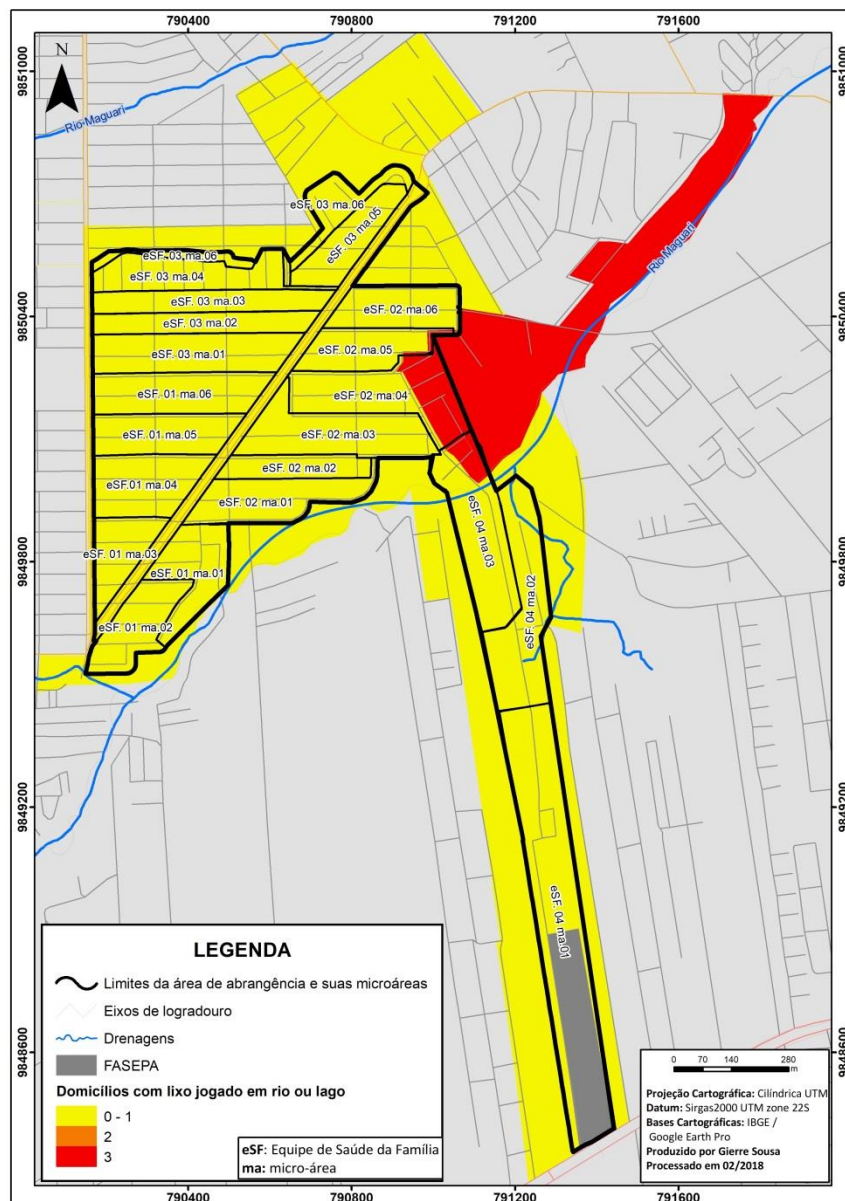 790400 790800 791200 791600
9851000 9851000
N
Rio Maguari
eSF. 03 ma.06
eSF. 03 ma.05
eSF. 03 ma.06
eSF. 03 ma.04
Rio Maguari
eSF. 03 ma.03
eSF. 02 ma.06
9850400 9850400
eSF. 03 ma.02
eSF. 03 ma.01
eSF. 02 ma.05
eSF. 01 ma.06
eSF. 02 ma.04
eSF. 01 ma.05
eSF. 02 ma.03
eSF. 02 ma.02
eSF.01 ma.04
eSF. 02 ma.01
eSF. 04 ma.03
eSF. 01 ma.03
9849800 9849800
eSF. 01 ma.01
eSF. 04 ma.02
eSF. 01 ma.02
9849200 9849200
eSF. 04 ma.01
LEGENDA
Limites da área de abrangência e suas microáreas
Eixos de logradouro
Drenagens
FASEPA
Domicílios com lixo jogado em rio ou lago
0 - 1
2
3
eSF: Equipe de Saúde da Família
ma: micro-área
9848600 9848600
0 70 140 280
m
Projeção Cartográfica: Cilíndrica UTM
Datum: Sirgas2000 UTM zone 22S
Bases Cartográficas: IBGE /
Google Earth Pro
Produzido por Gierre Sousa
Processado em 02/2018
790400 790800 791200 791600